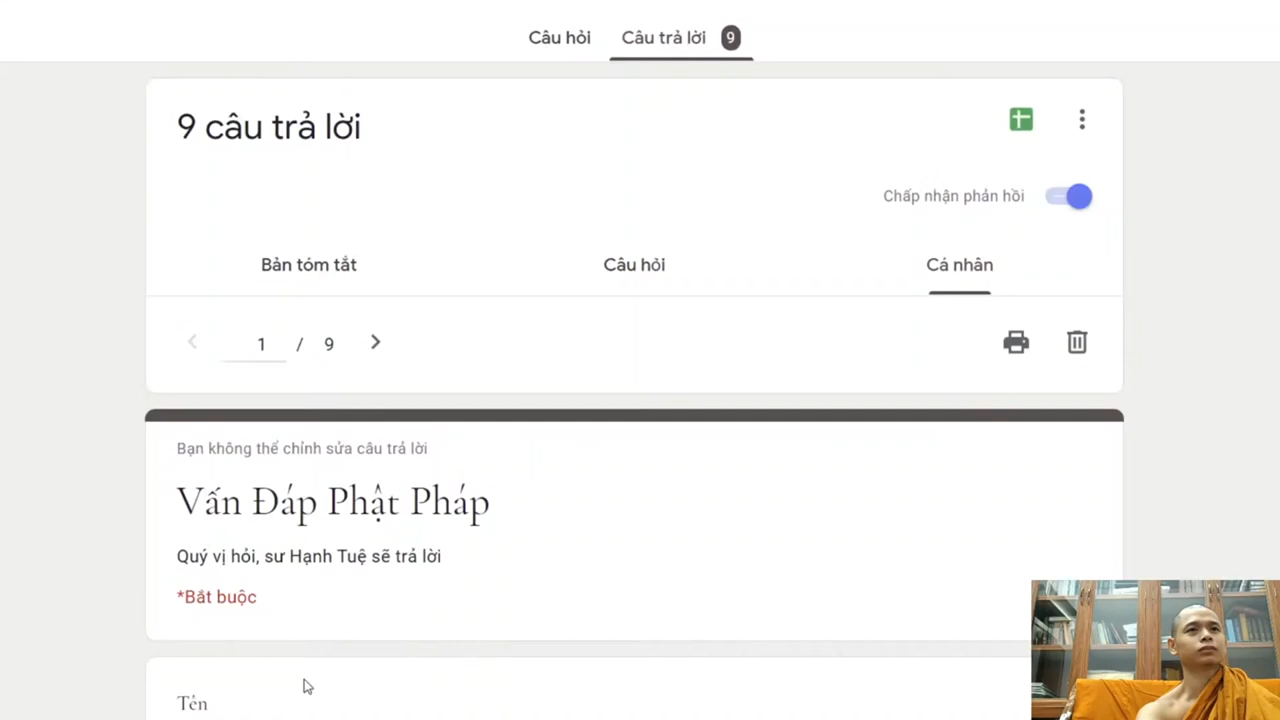 Câu hỏi
Câu trả lời 9
9 câu trả lời
Chấp nhận phản hồi
Bản tóm tắt
Câu hỏi
Cá nhân
1 / 9
Bạn không thể chỉnh sửa câu trả lời
Vấn Đáp Phật Pháp
Quý vị hỏi, sư Hạnh Tuệ sẽ trả lời
*Bắt buộc
Tên